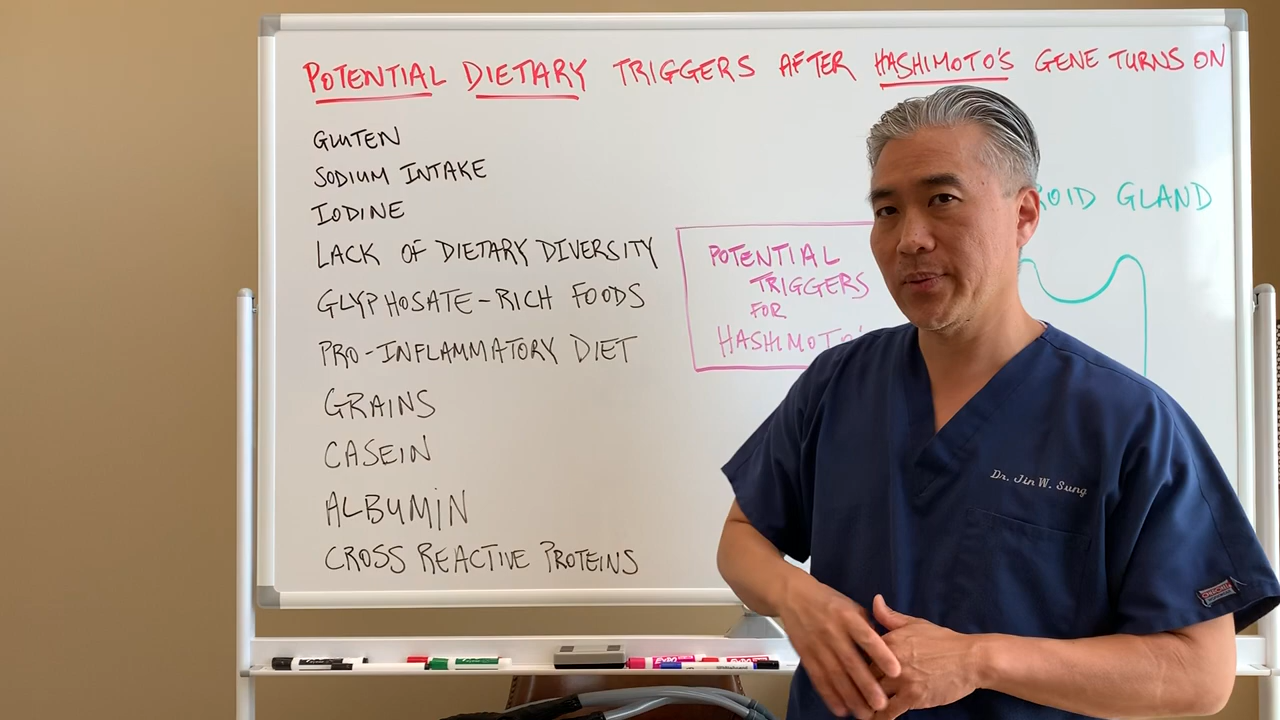 POTENTIAL DIETARY TRIGGERS AFTER HASHIMOTO'S GENE TURNS ON
GLUTEN
SODIUM INTAKE
IODINE
LACK OF DIETARY DIVERSITY
GLYPHOSATE-RICH FOODS
PRO-INFLAMMATORY DIET
GRAINS
CASEIN
ALBUMIN
CROSS REACTIVE PROTEINS
POTENTIAL
TRIGGERS
FOR
HASHIMOTO'
ROID GLAND
Dr. Jin W. Sung
EXPO